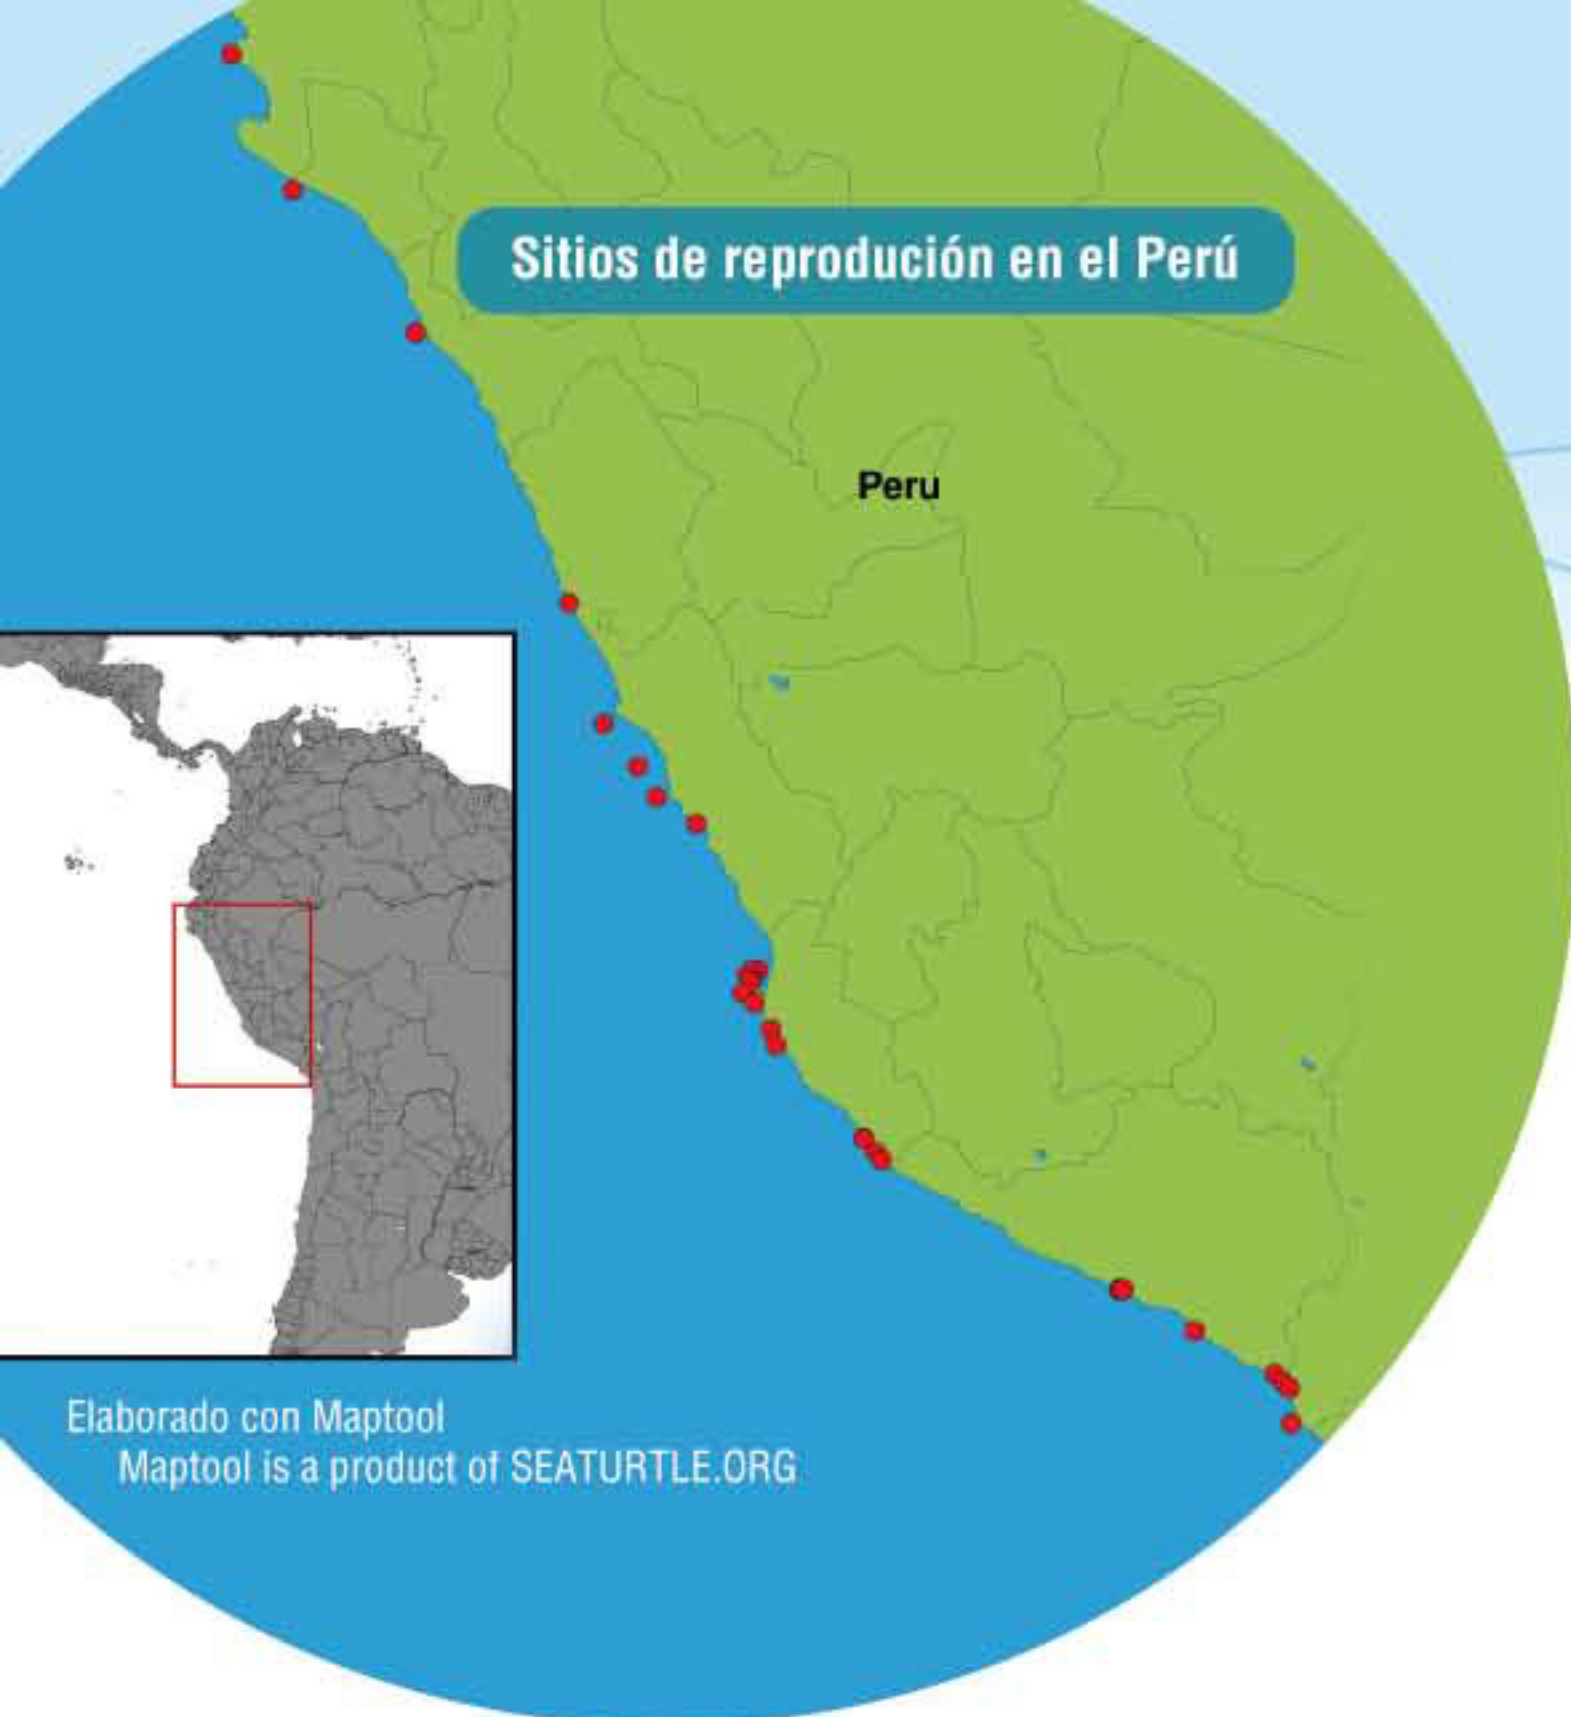 Sitios de reprodución en el Perú
Peru
Elaborado con Maptool
Maptool is a product of SEATURTLE.ORG